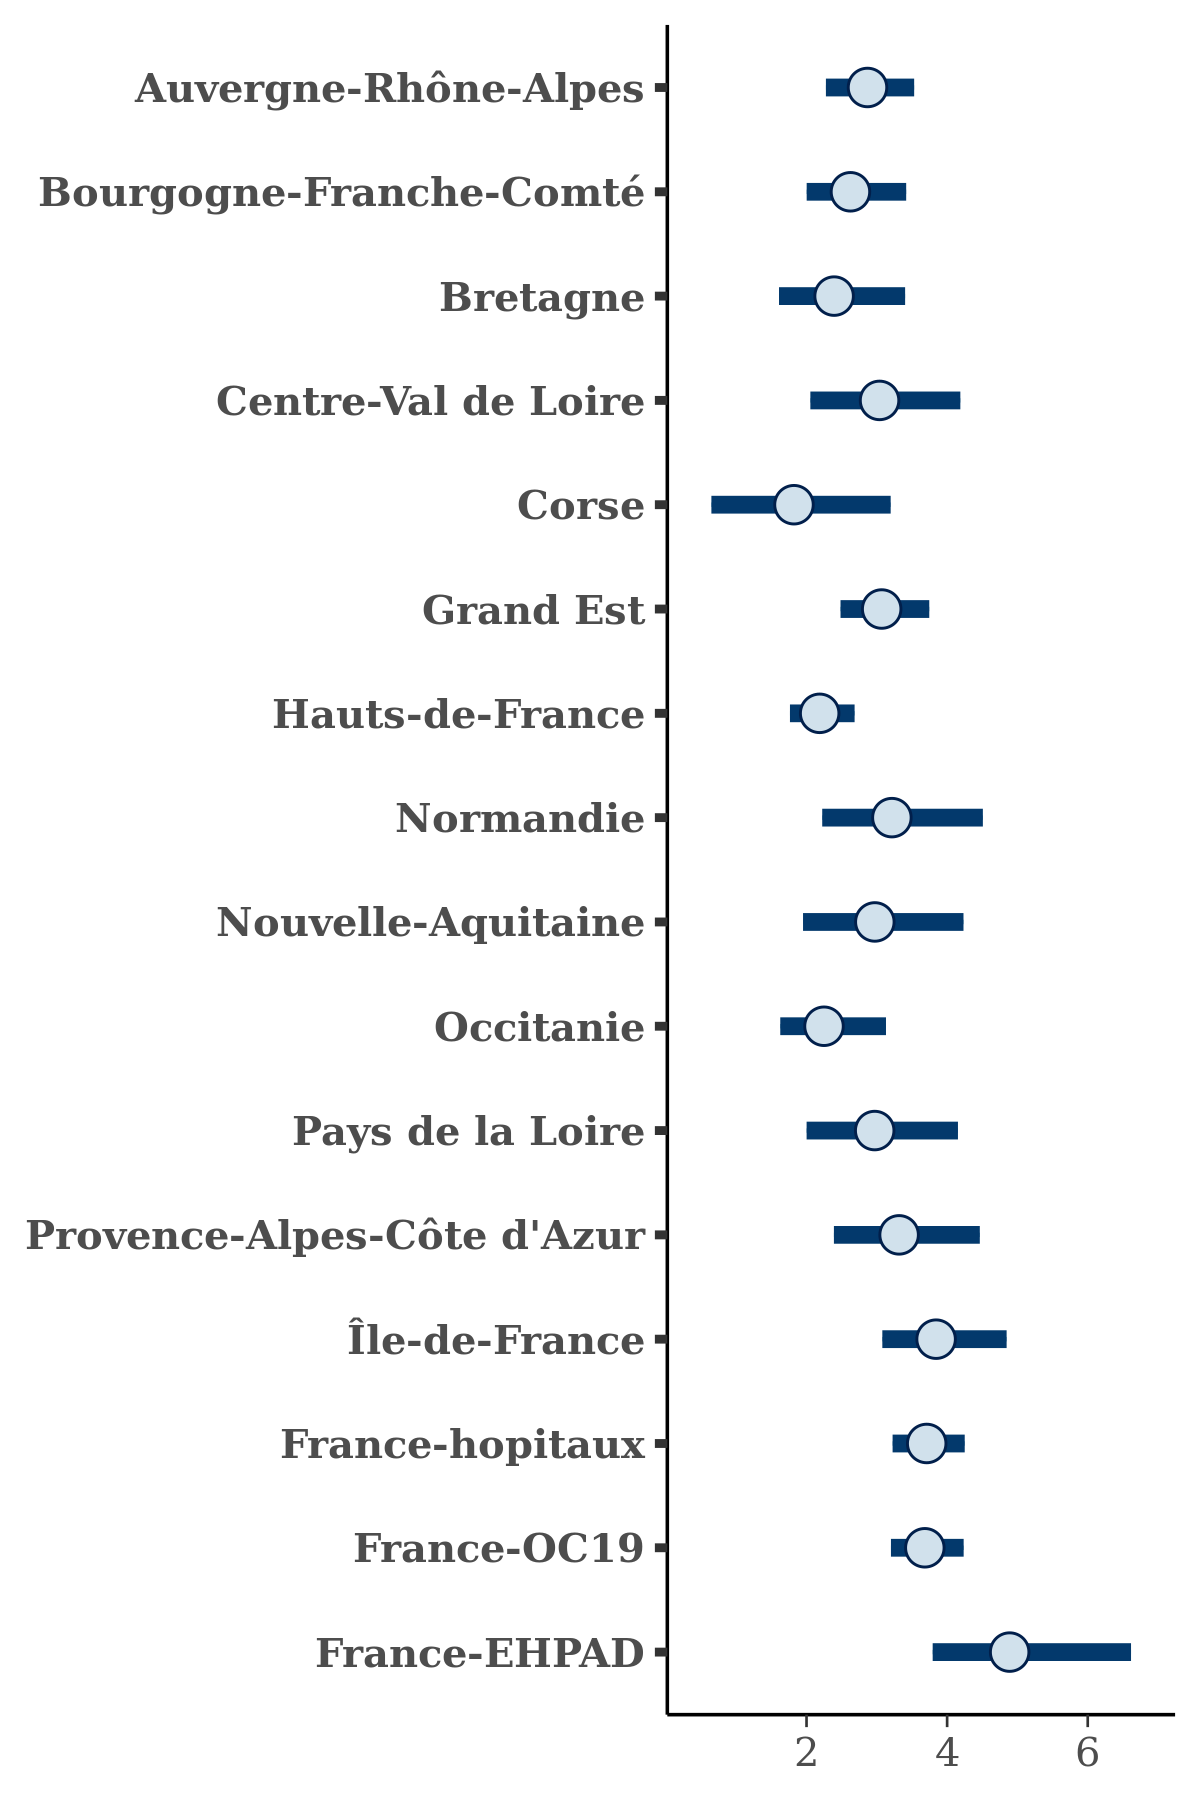 Auvergne-Rhône-Alpes
Bourgogne-Franche-Comté
Bretagne
Centre-Val de Loire
Corse
Grand Est
Hauts-de-France
Normandie
Nouvelle-Aquitaine
Occitanie
Pays de la Loire
Provence-Alpes-Côte d'Azur
Île-de-France
France-hopitaux
France-OC19
France-EHPAD
2 4 6